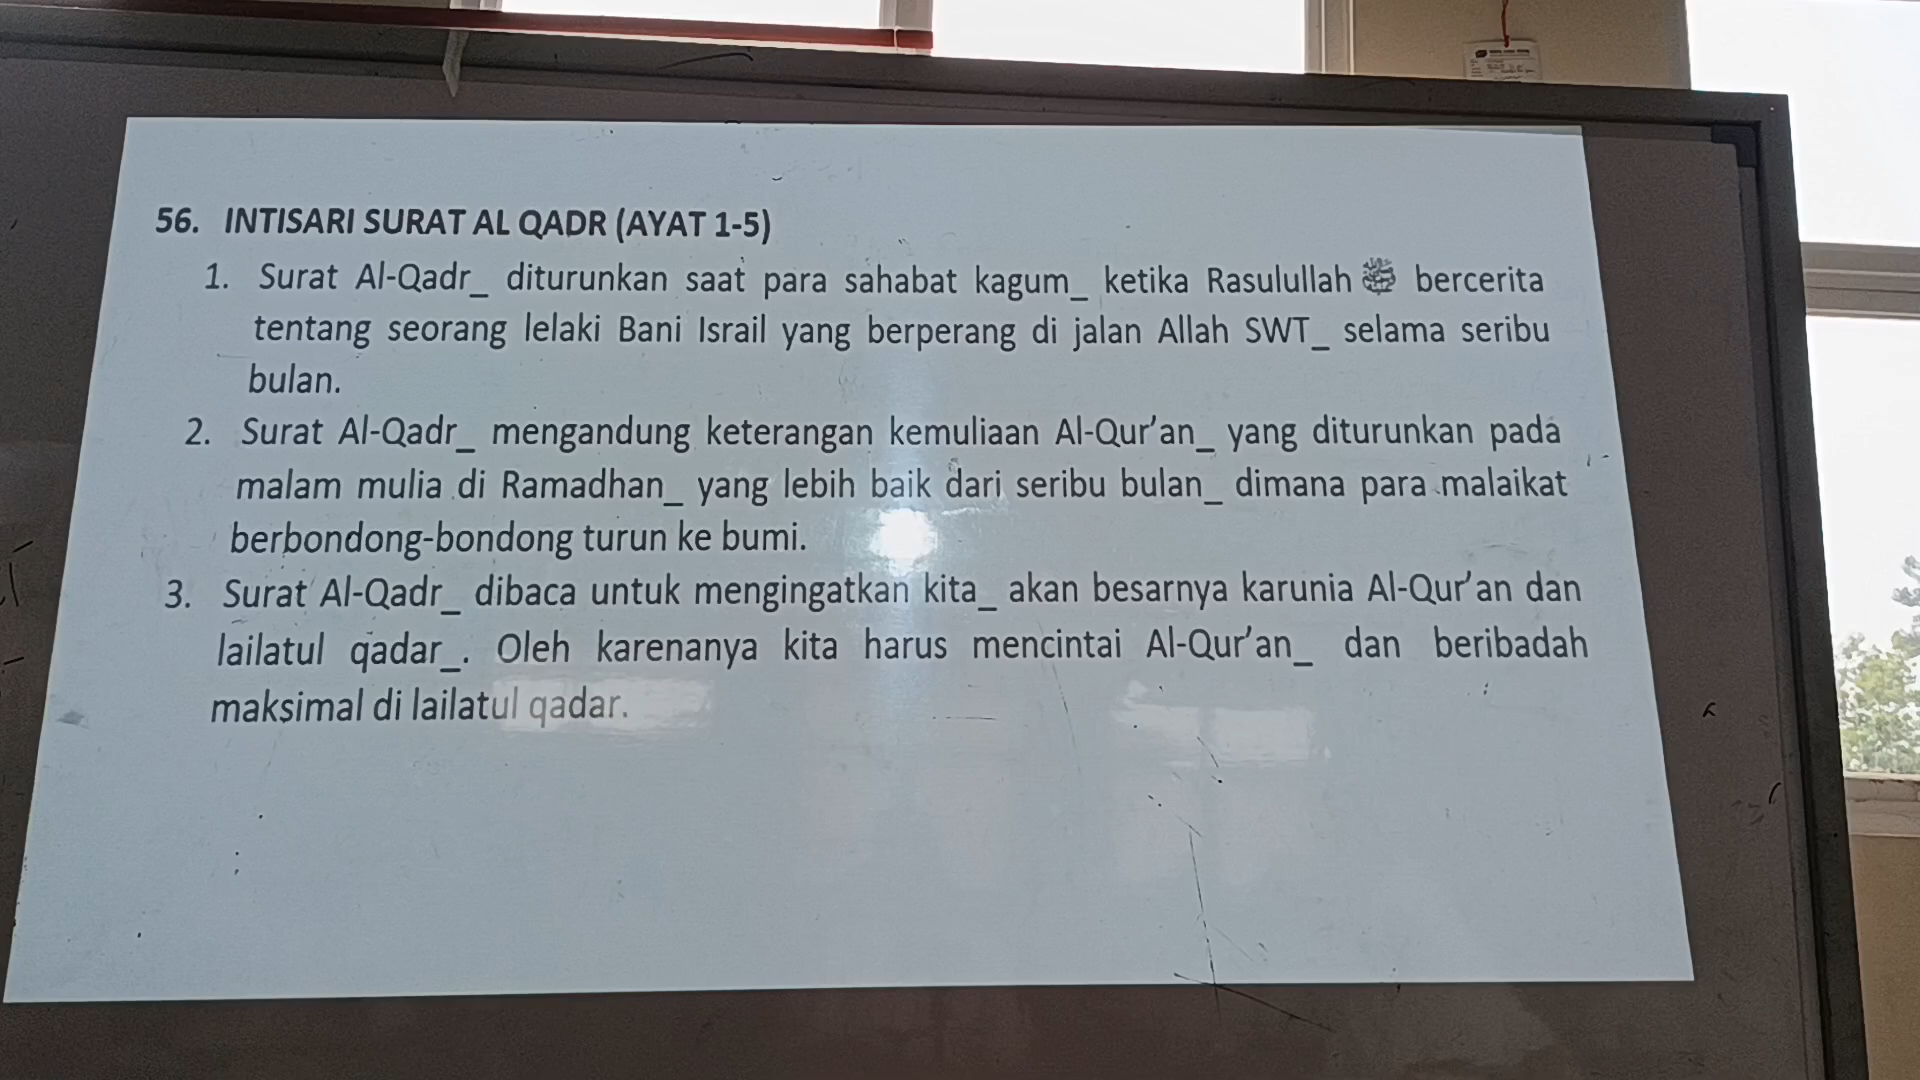 56. INTISARI SURAT AL QADR (AYAT 1-5)
1. Surat Al-Qadr_ diturunkan saat para sahabat kagum_ ketika Rasulullah ﷺ bercerita
tentang seorang lelaki Bani Israil yang berperang di jalan Allah SWT_ selama seribu
bulan.
2. Surat Al-Qadr_ mengandung keterangan kemuliaan Al-Qur'an_ yang diturunkan pada
malam mulia di Ramadhan_ yang lebih baik dari seribu bulan_ dimana para malaikat
berbondong-bondong turun ke bumi.
3. Surat Al-Qadr_ dibaca untuk mengingatkan kita_ akan besarnya karunia Al-Qur'an dan
lailatul qadar_. Oleh karenanya kita harus mencintai Al-Qur'an_ dan beribadah
maksimal di lailatul qadar.